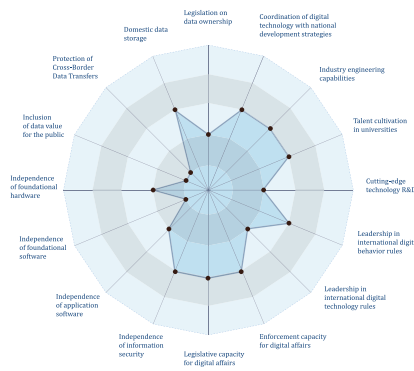 Legislation on
data ownership
Coordination of digital
technology with national
development strategies
Industry engineering
capabilities
Talent cultivation
in universities
Cutting-edge
technology R&I
Leadership in
international digit
behavior rules
Leadership in
international digital
technology rules
Enforcement capacity
for digital affairs
Legislative capacity
for digital affairs
Independence
of information
security
Independence
of application
software
Independence
of foundational
software
Independence
of foundational
hardware
Inclusion
of data value
for the public
Protection of
Cross-Border
Data Transfers
Domestic data
storage